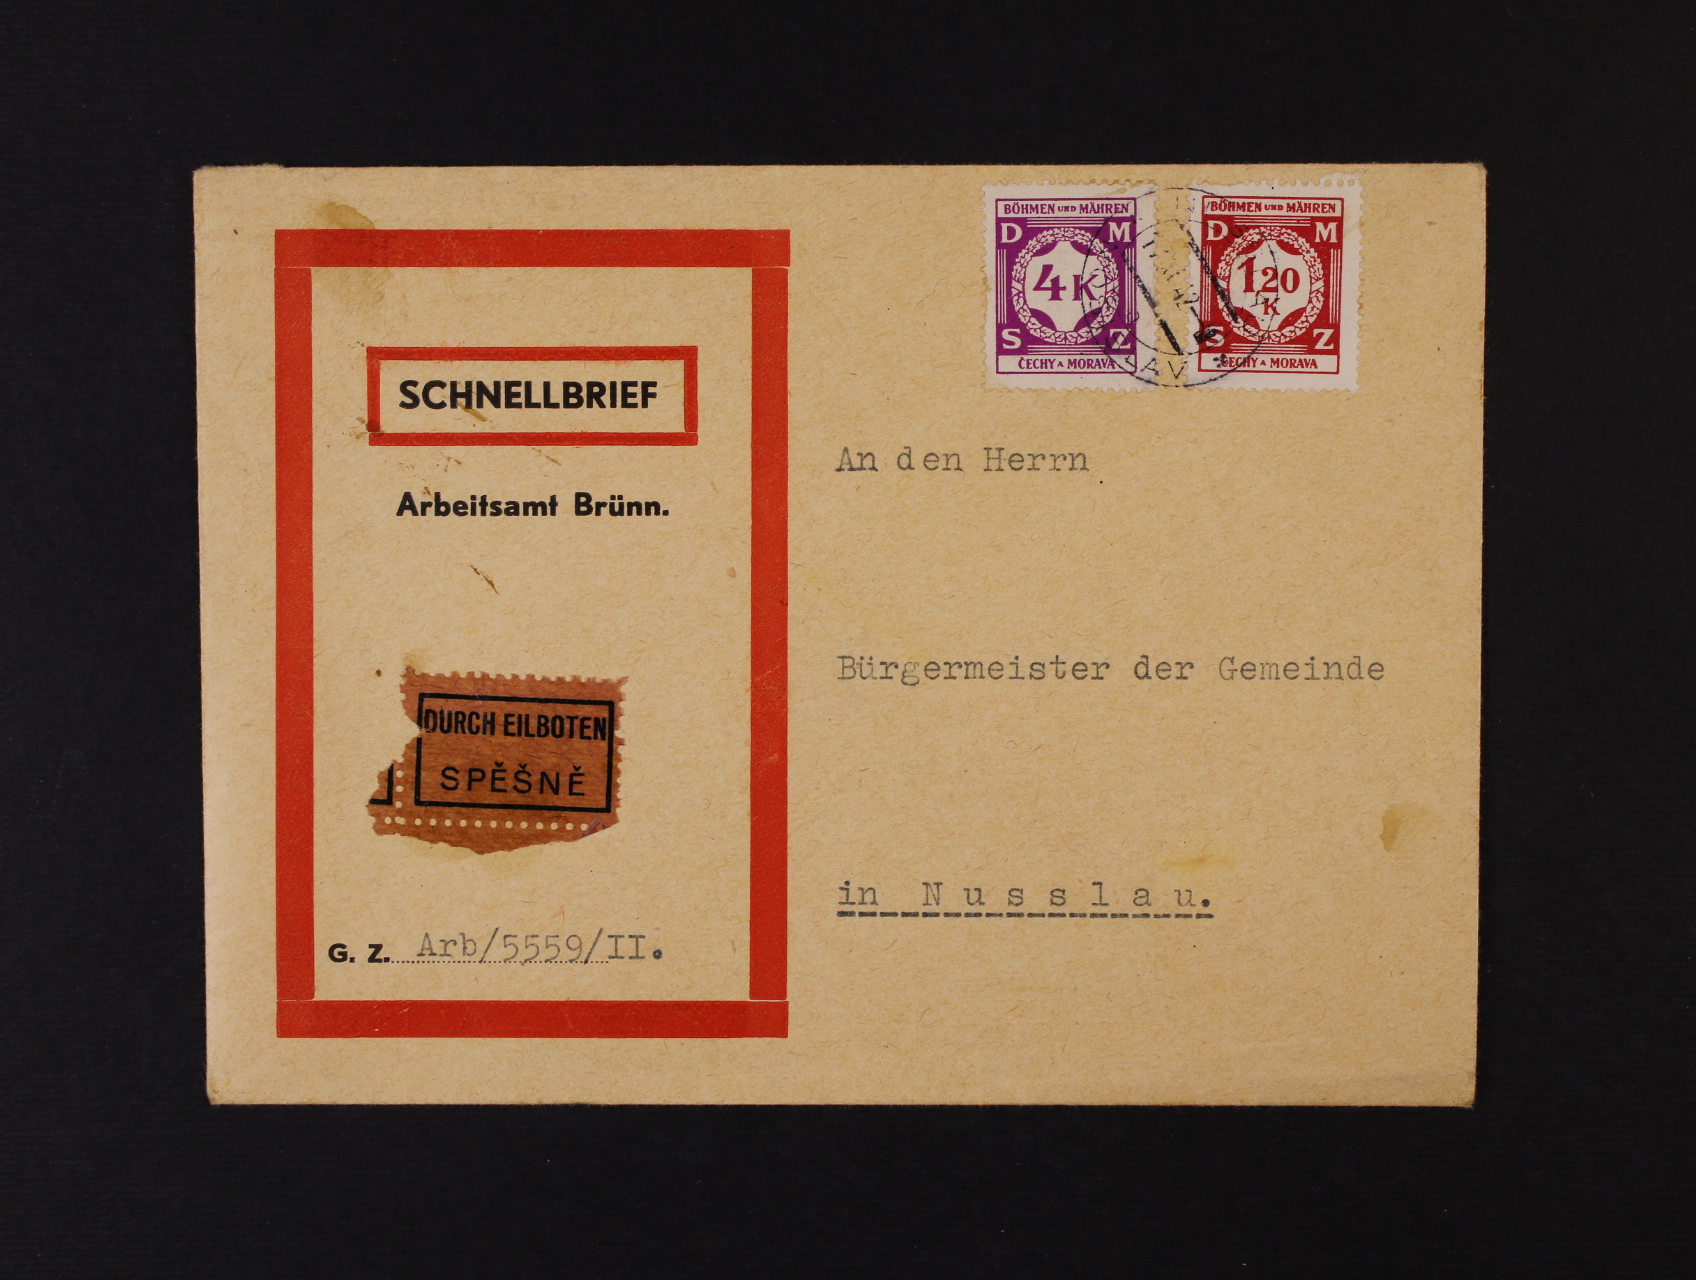 SCHNELLBRIEF
Arbeitsamt Brünn.
DURCH EILBOTEN
SPĚŠNĚ
G. Z. Arb/5559/II.
BÖHMEN UND MÄHREN
D M
4 K
S Z
ČECHY A MORAVA
BÖHMEN UND MÄHREN
D M
1.20
K
S Z
ČECHY A MORAVA
An den Herrn
Bürgermeister der Gemeinde
in Nusslau.